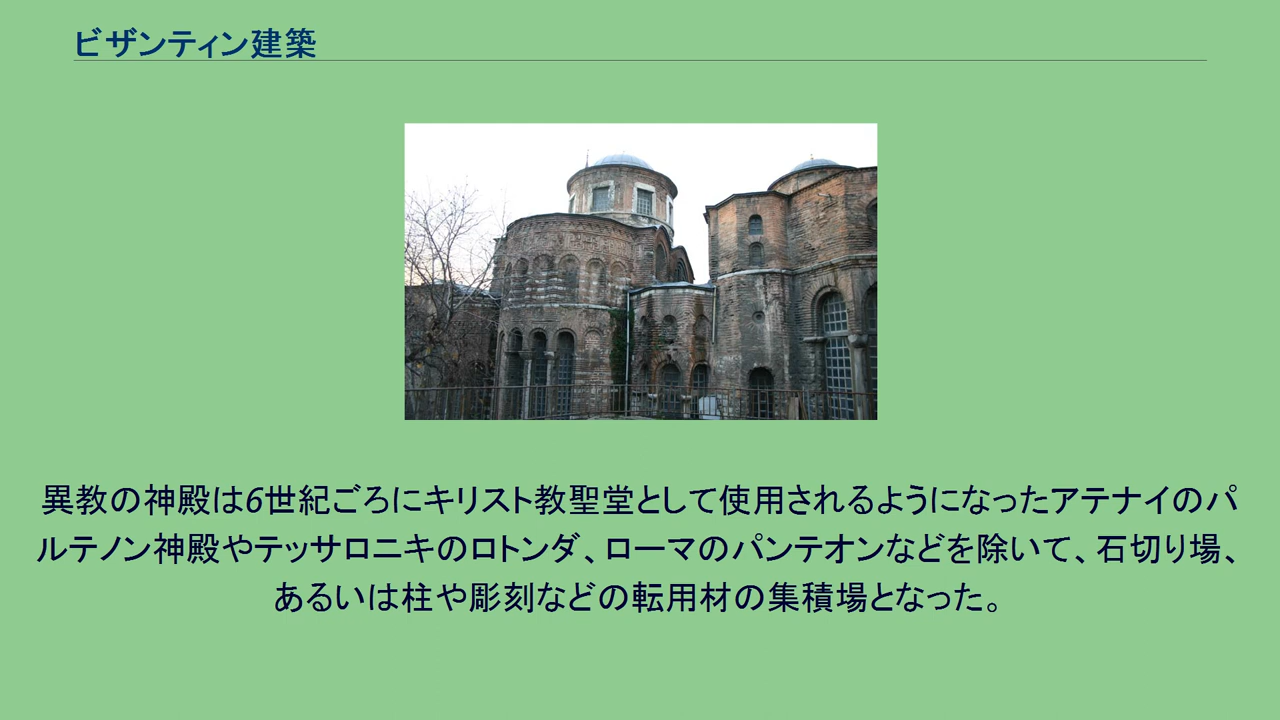 ビザンティン建築
異教の神殿は6世紀ごろにキリスト教聖堂として使用されるようになったアテナイのパ
ルテノン神殿やテッサロニキのロトンダ、ローマのパンテオンなどを除いて、石切り場、
あるいは柱や彫刻などの転用材の集積場となった。